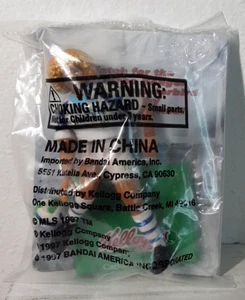 for the
WARNING:
CHOKING HAZARD - Small parts.
Children under 3 years.
MADE IN CHINA
Imported by Bandai America, Inc.
5551 Katella Ave., Cypress, CA 90630
Distributed by Kellogg Company
One Kellogg Square, Battle Creek, MI 49016
© MLS 1997 TM
© Kellogg Company
© 1997 Kellogg Company
© 1997 BANDAI AMERICA INCORPORATED